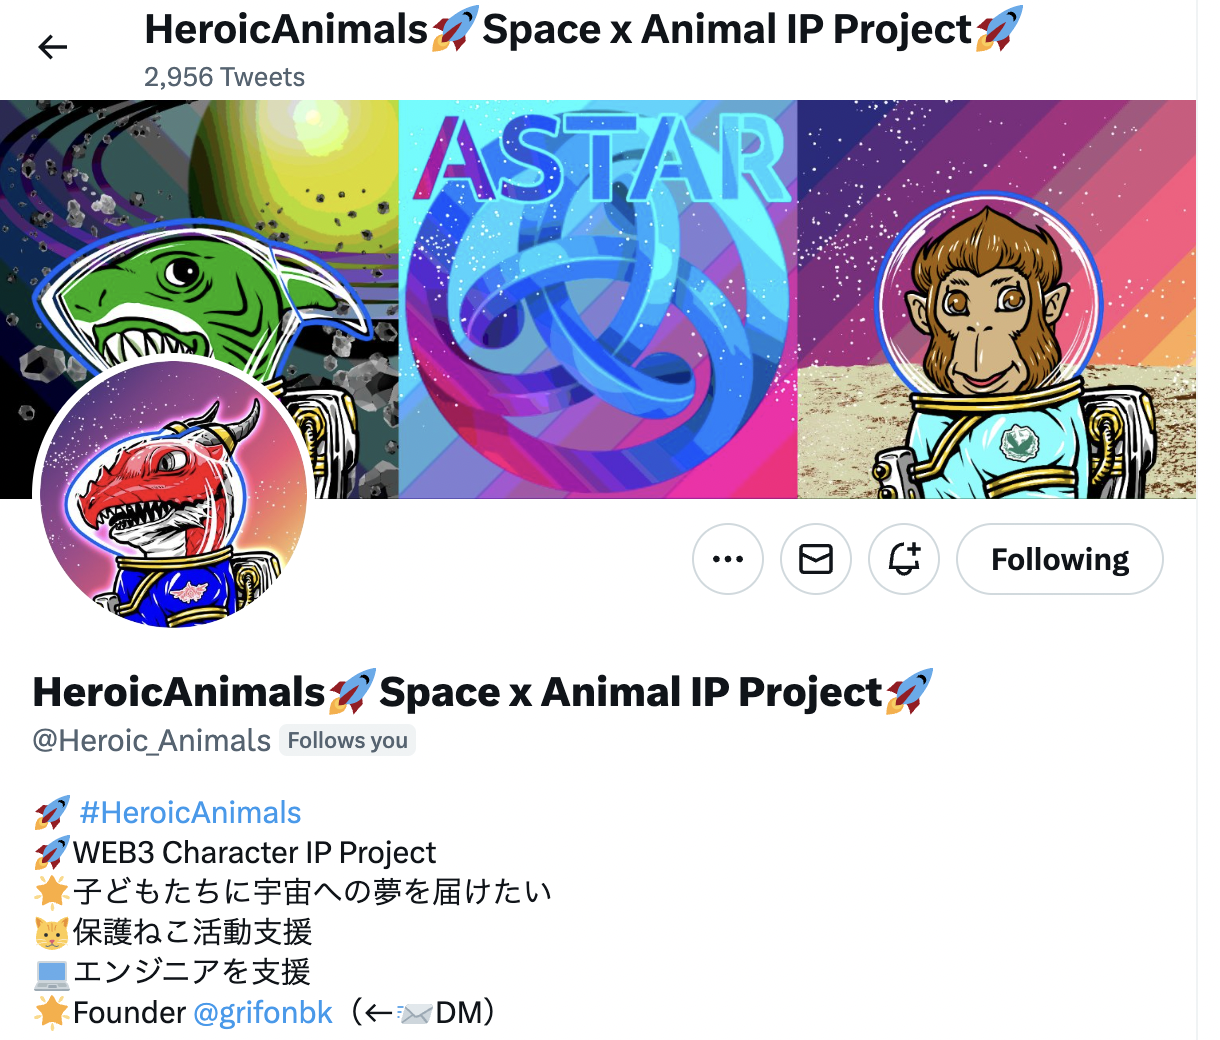 HeroicAnimals🚀Space x Animal IP Project🚀
2,956 Tweets
ASTAR
Following
HeroicAnimals🚀Space x Animal IP Project🚀
@Heroic_Animals Follows you
🚀 #HeroicAnimals
🚀WEB3 Character IP Project
🌟子どもたちに宇宙への夢を届けたい
🐱保護ねこ活動支援
💻エンジニアを支援
🌟Founder @grifonbk（←📨DM）